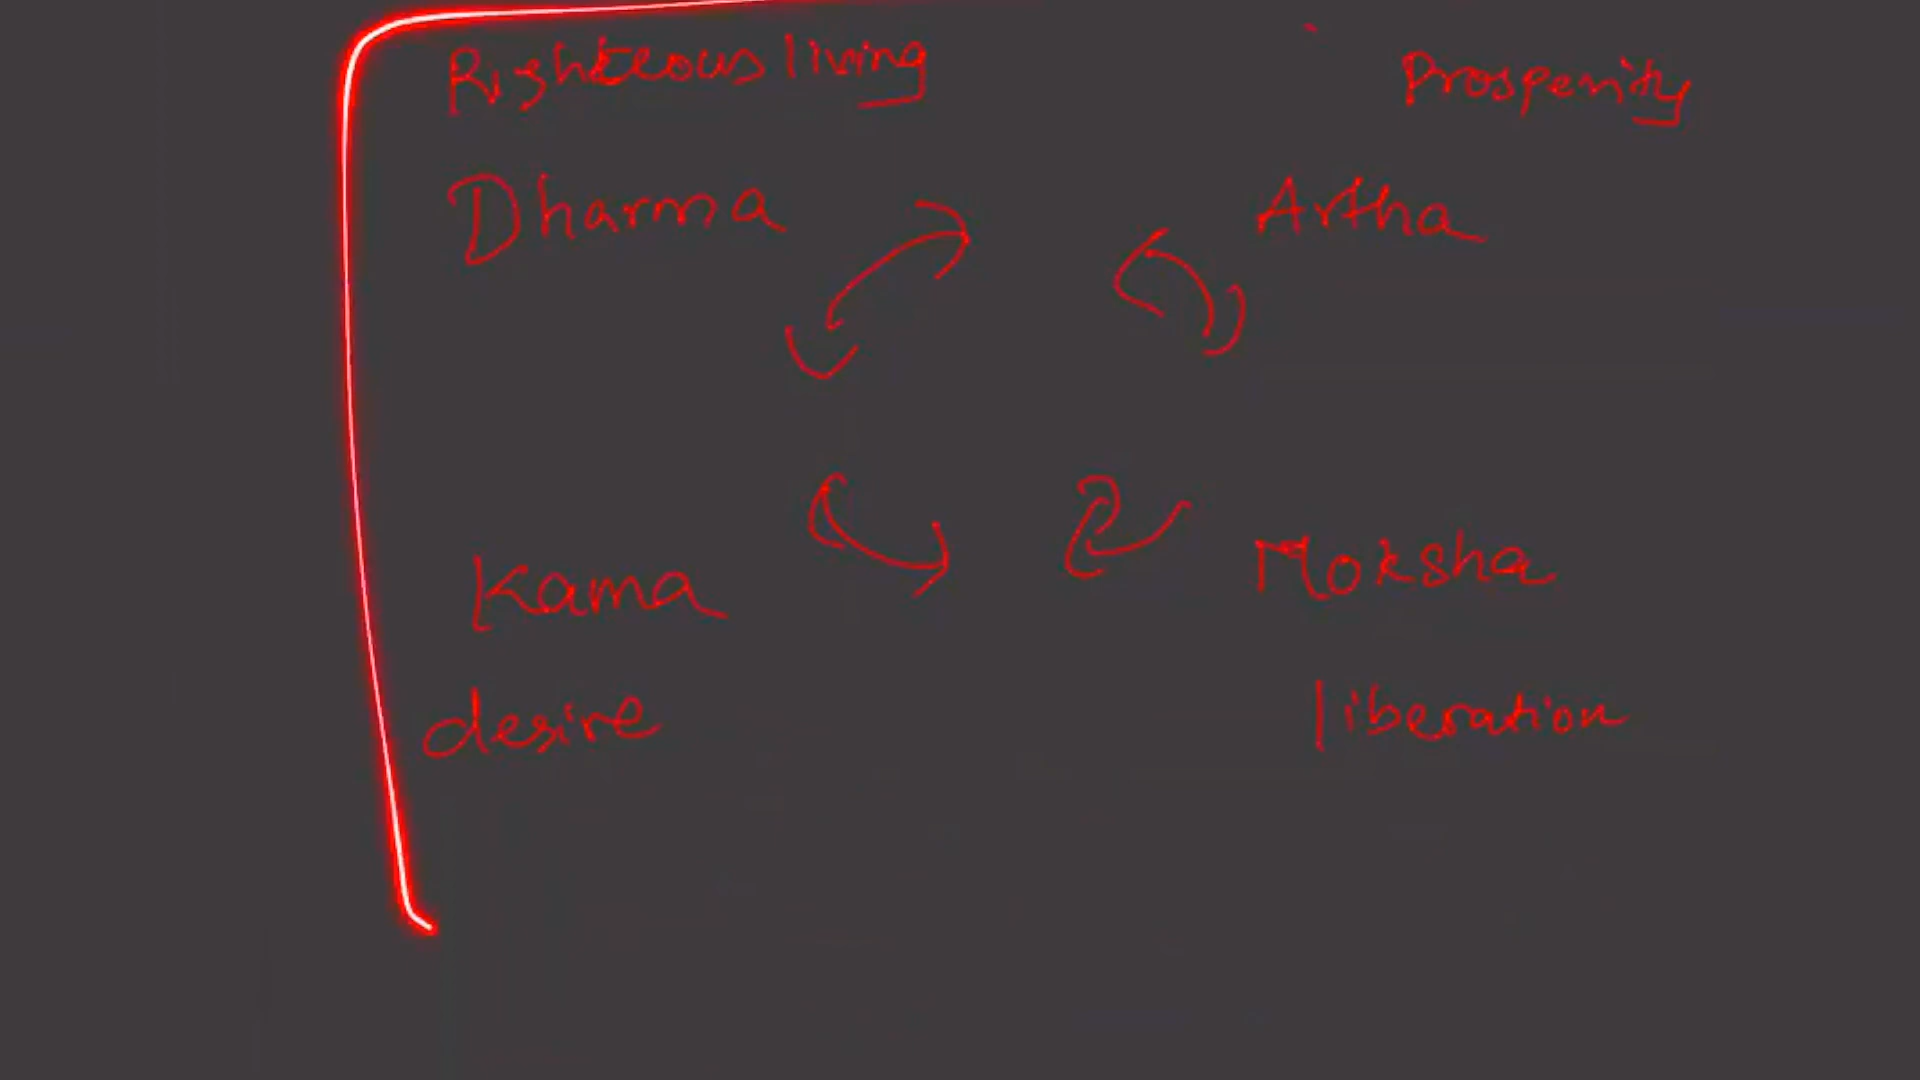 Righteous living Prosperity
Dharma Artha
Kama Moksha
desire liberation